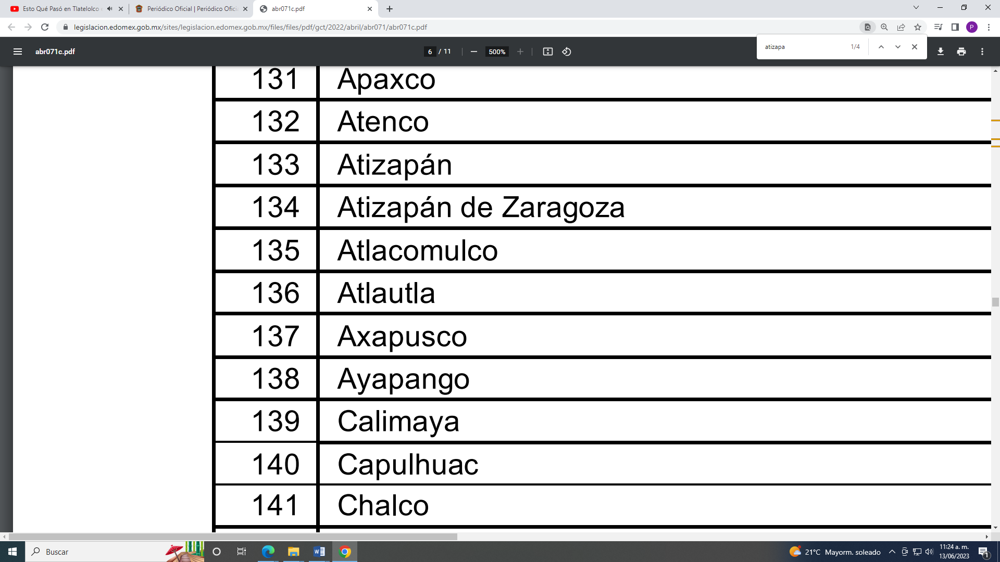 Esto Qué Pasó en Tlatelolco
Periódico Oficial | Periódico Ofici
abr071c.pdf
legislacion.edomex.gob.mx/sites/legislacion.edomex.gob.mx/files/files/pdf/gct/2022/abril/abr071/abr071c.pdf
P
abr071c.pdf
6 / 11
500%
atizapa
1/4
131 Apaxco
132 Atenco
133 Atizapán
134 Atizapán de Zaragoza
135 Atlacomulco
136 Atlautla
137 Axapusco
138 Ayapango
139 Calimaya
140 Capulhuac
141 Chalco
Buscar
21°C Mayorm. soleado
11:24 a. m.
13/06/2023
1